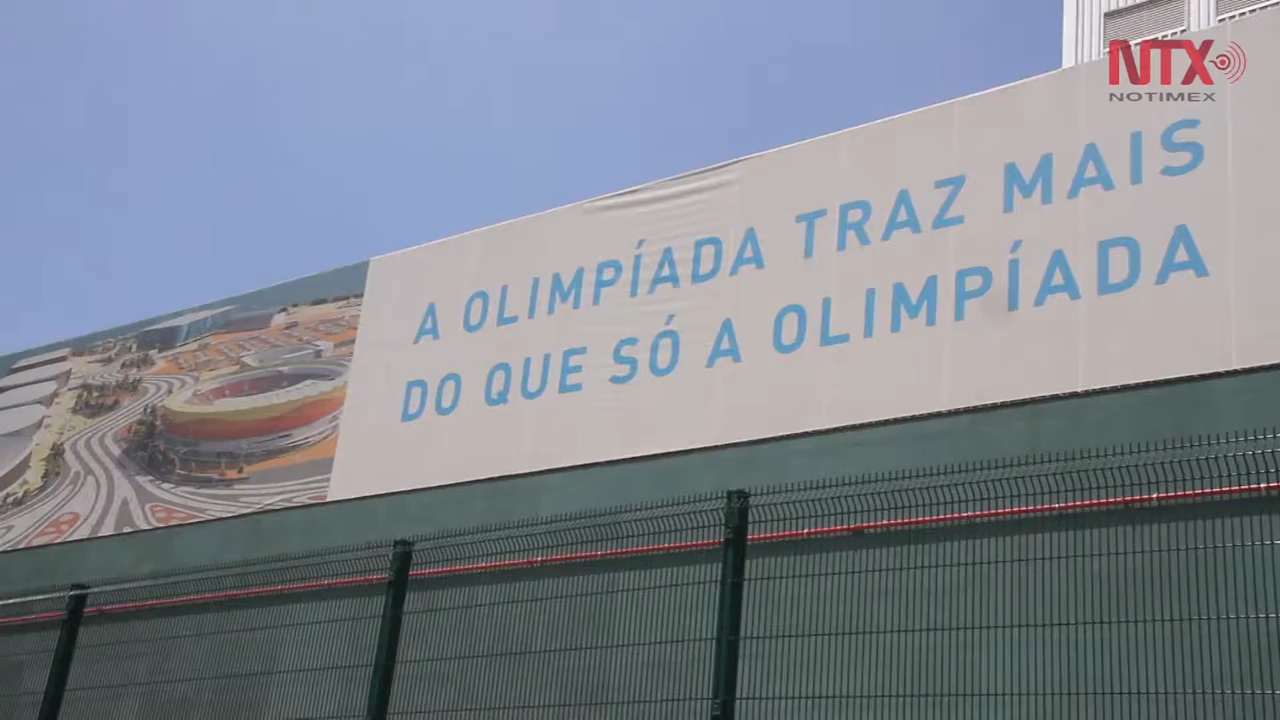 NTX
NOTIMEX
A OLIMPÍADA TRAZ MAIS
DO QUE SÓ A OLIMPÍADA